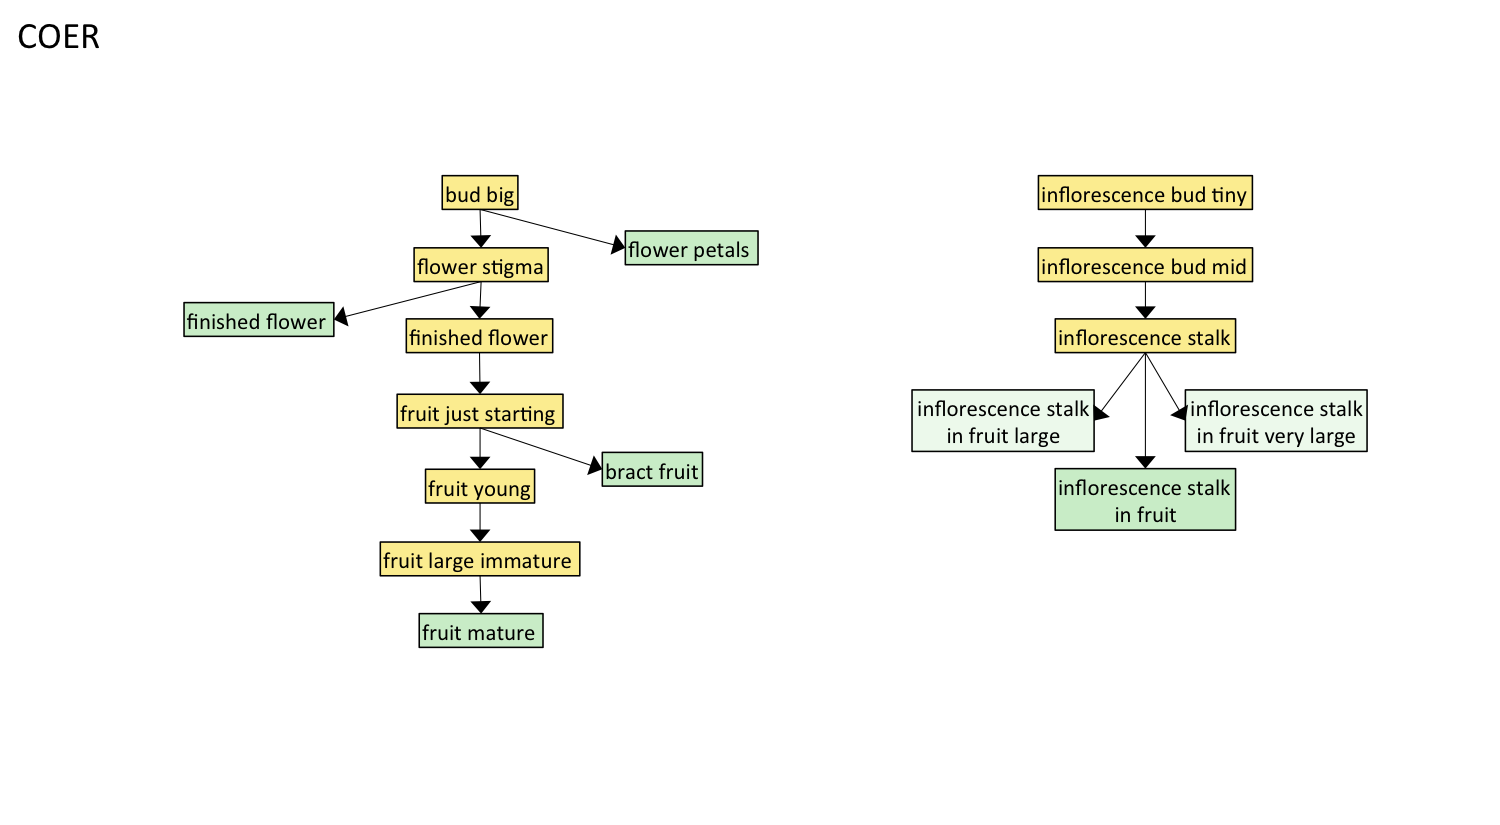 COER
bud big
flower petals
flower stigma
finished flower
finished flower
fruit just starting
bract fruit
fruit young
fruit large immature
fruit mature
inflorescence bud tiny
inflorescence bud mid
inflorescence stalk
inflorescence stalk
in fruit large
inflorescence stalk
in fruit very large
inflorescence stalk
in fruit